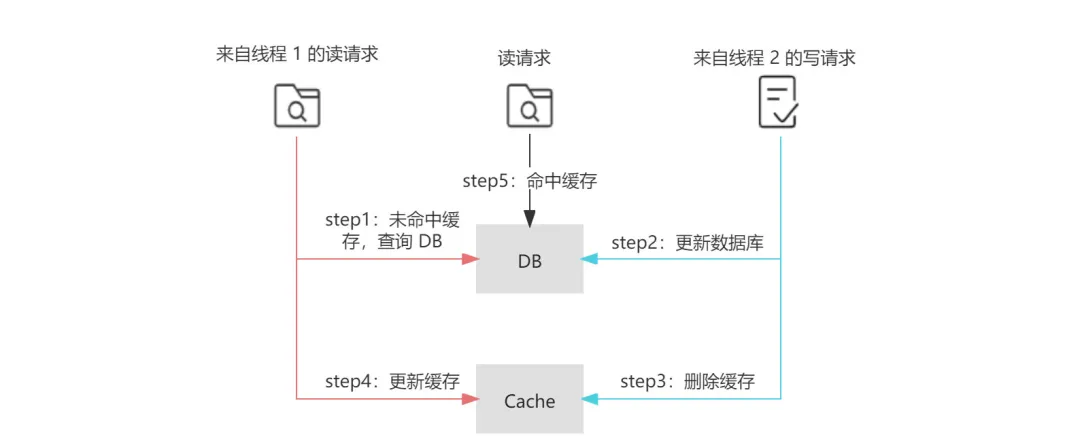 来自线程 1 的读请求
读请求
来自线程 2 的写请求
step5：命中缓存
step1：未命中缓
存，查询 DB
step2：更新数据库
DB
step4：更新缓存
step3：删除缓存
Cache